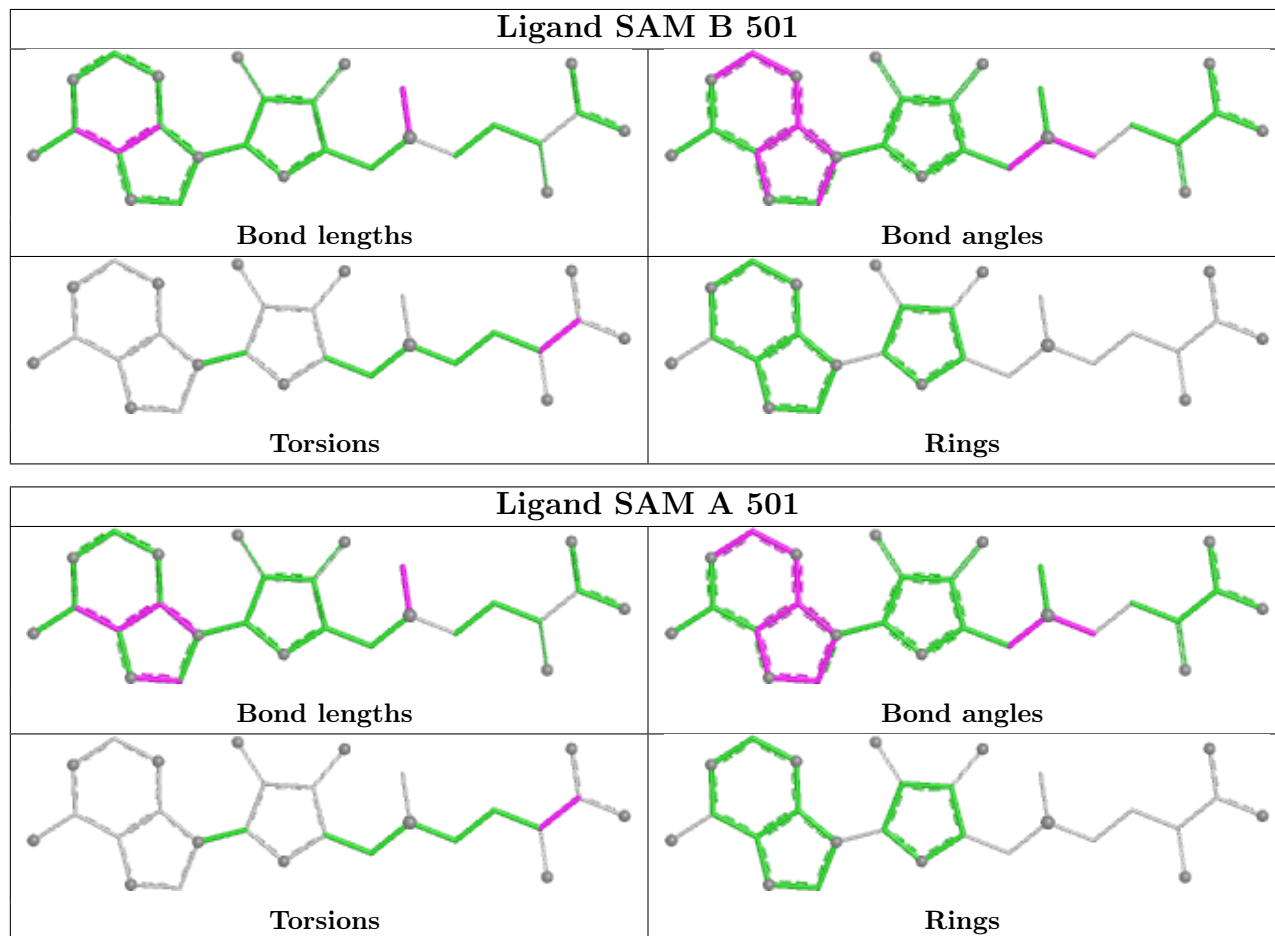 Ligand SAM B 501
Bond lengths
Bond angles
Torsions
Rings
Ligand SAM A 501
Bond lengths
Bond angles
Torsions
Rings